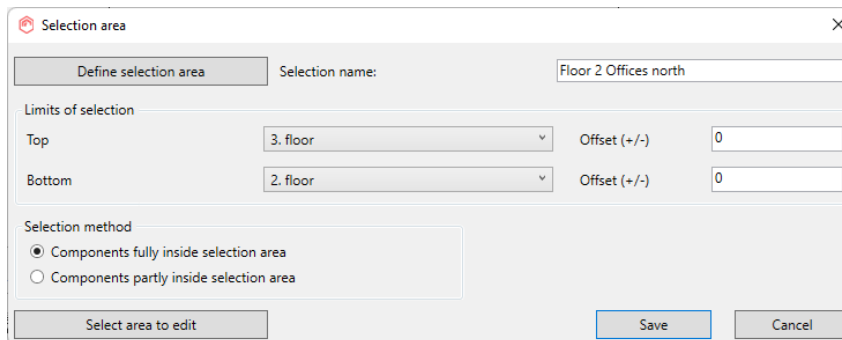 Selection area
Define selection area Selection name: Floor 2 Offices north
Limits of selection
Top 3. floor Offset (+/-) 0
Bottom 2. floor Offset (+/-) 0
Selection method
Components fully inside selection area
Components partly inside selection area
Select area to edit Save Cancel